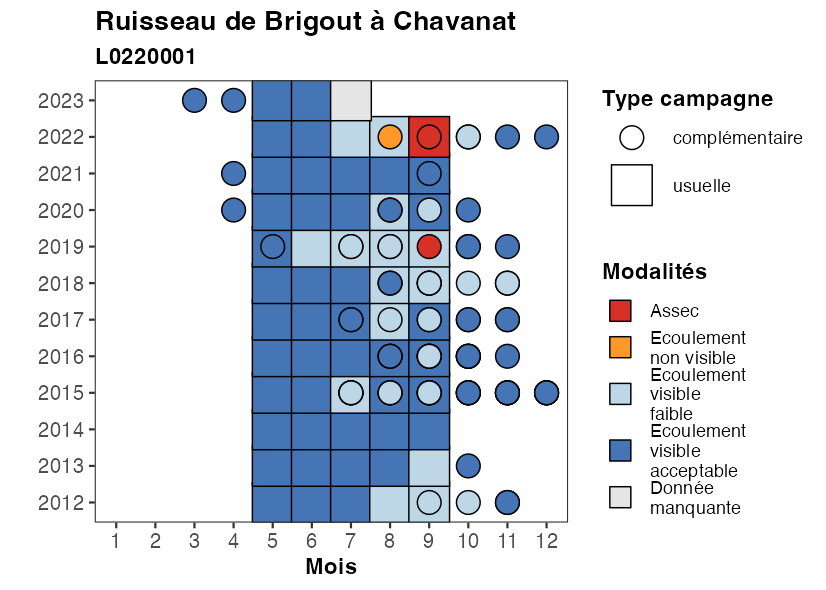 Ruisseau de Brigout à Chavanat
L0220001
2023
2022
2021
2020
2019
2018
2017
2016
2015
2014
2013
2012
1 2 3 4 5 6 7 8 9 10 11 12
Mois
Type campagne
complémentaire
usuelle
Modalités
Assec
Ecoulement
non visible
Ecoulement
visible
faible
Ecoulement
visible
acceptable
Donnée
manquante